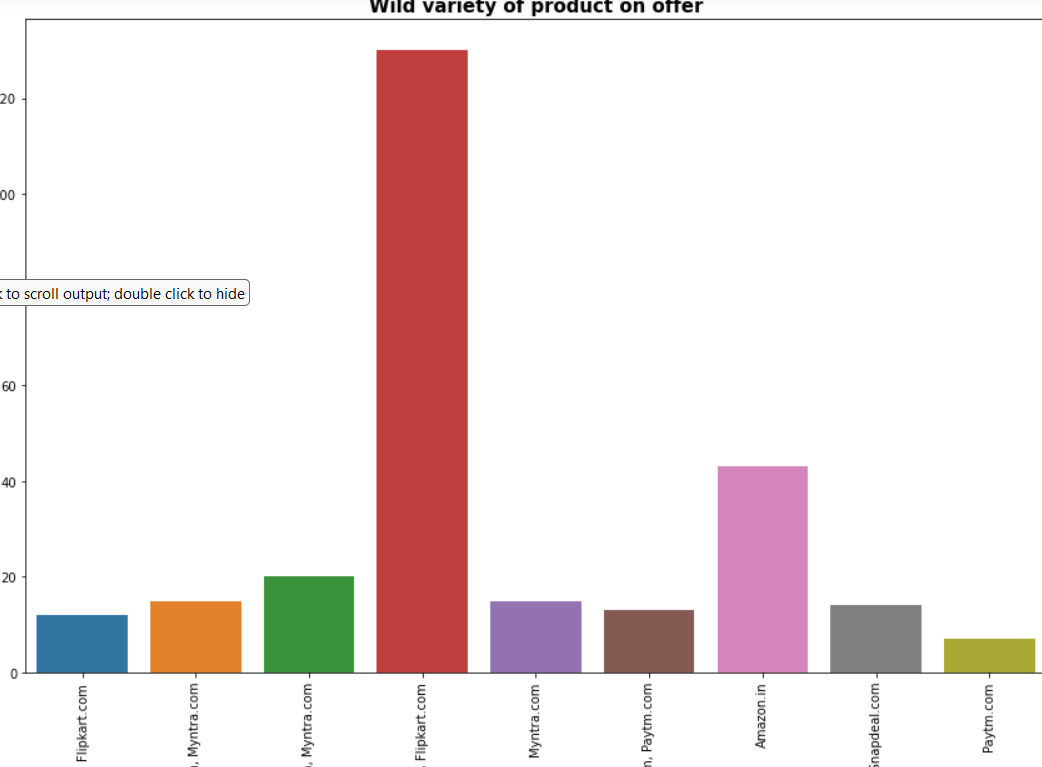 Wild variety of product on offer
20
00
to scroll output; double click to hide
60
40
20
0
Flipkart.com
, Myntra.com
, Myntra.com
, Flipkart.com
Myntra.com
n, Paytm.com
Amazon.in
Snapdeal.com
Paytm.com